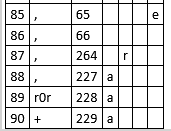 85 , 65 e
86 , 66
87 , 264 r
88 , 227 a
89 r0r 228 a
90 + 229 a